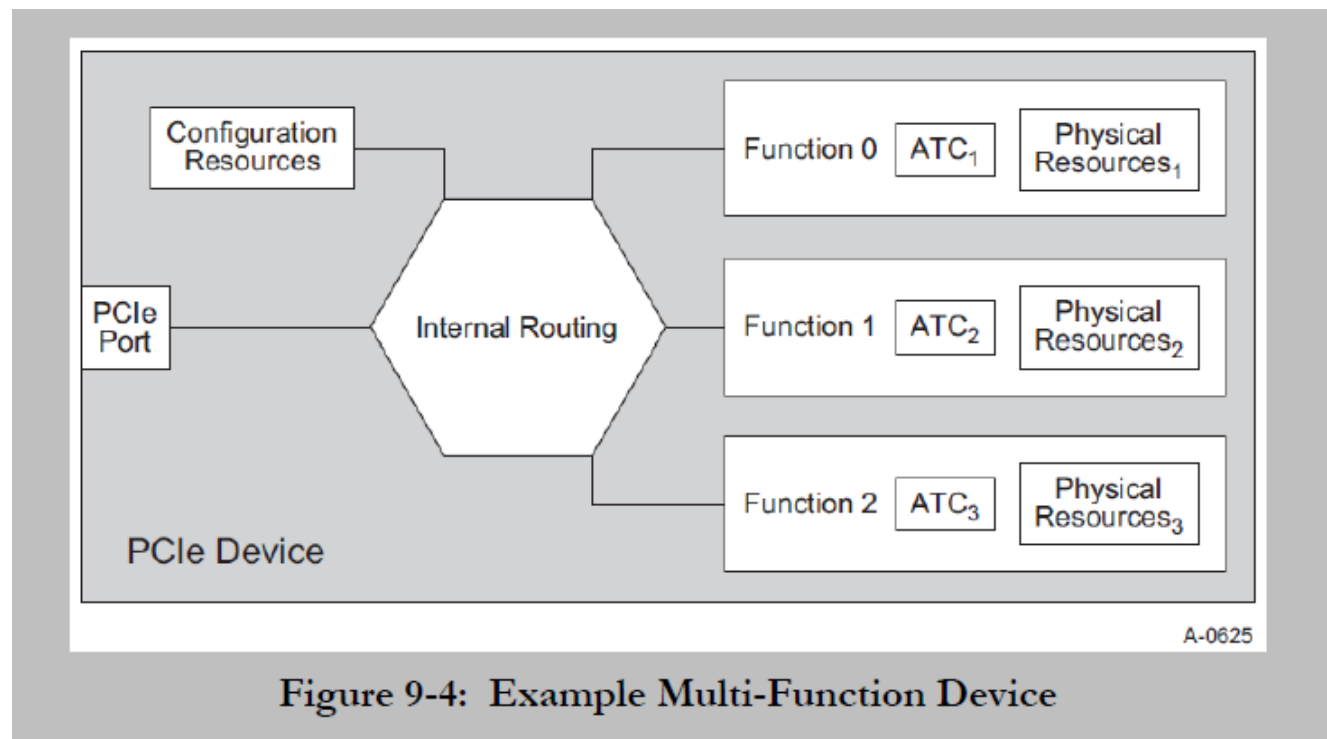 Configuration
Resources
PCIe
Port
Internal Routing
Function 0
ATC₁
Physical
Resources₁
Function 1
ATC₂
Physical
Resources₂
Function 2
ATC₃
Physical
Resources₃
PCIe Device
A-0625
Figure 9-4: Example Multi-Function Device